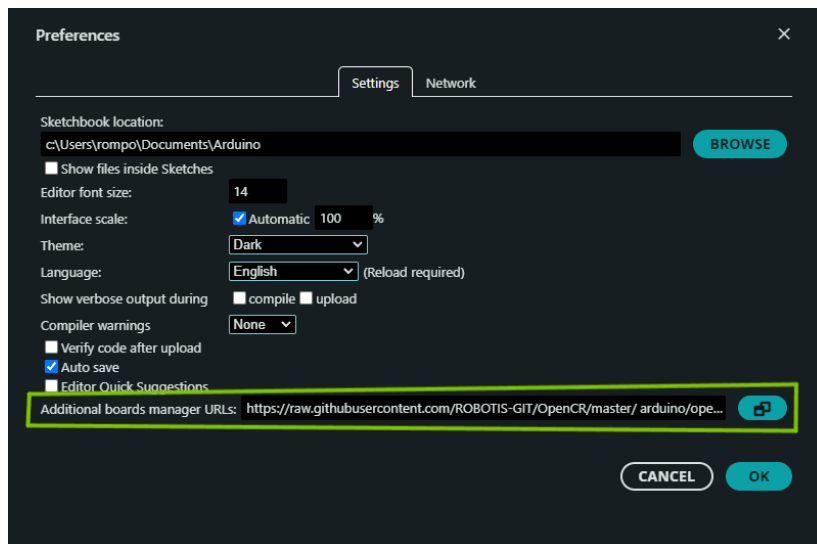 Preferences
Settings Network
Sketchbook location:
c:\Users\rompo\Documents\Arduino BROWSE
Show files inside Sketches
Editor font size: 14
Interface scale: Automatic 100 %
Theme: Dark
Language: English (Reload required)
Show verbose output during compile upload
Compiler warnings None
Verify code after upload
Auto save
Editor Quick Suggestions
Additional boards manager URLs: https://raw.githubusercontent.com/ROBOTIS-GIT/OpenCR/master/ arduino/ope...
CANCEL OK